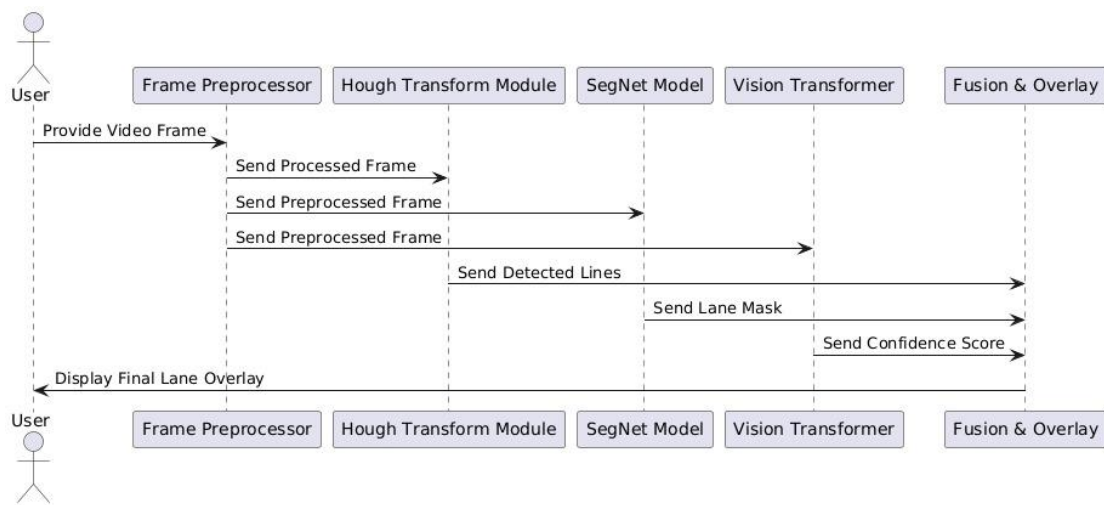 User
Frame Preprocessor
Hough Transform Module
SegNet Model
Vision Transformer
Fusion & Overlay
Provide Video Frame
Send Processed Frame
Send Preprocessed Frame
Send Preprocessed Frame
Send Detected Lines
Send Lane Mask
Send Confidence Score
Display Final Lane Overlay
User
Frame Preprocessor
Hough Transform Module
SegNet Model
Vision Transformer
Fusion & Overlay